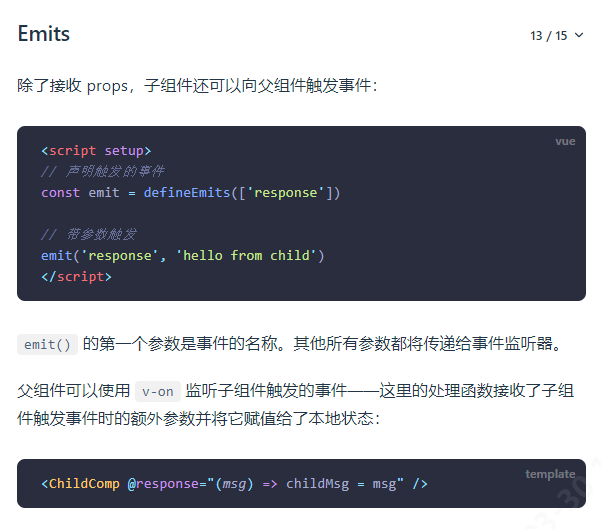 Emits
13 / 15
除了接收 props，子组件还可以向父组件触发事件：
vue
<script setup>
// 声明触发的事件
const emit = defineEmits(['response'])
// 带参数触发
emit('response', 'hello from child')
</script>
emit() 的第一个参数是事件的名称。其他所有参数都将传递给事件监听器。
父组件可以使用 v-on 监听子组件触发的事件——这里的处理函数接收了子组
件触发事件时的额外参数并将它赋值给了本地状态：
template
<ChildComp @response="(msg) => childMsg = msg" />